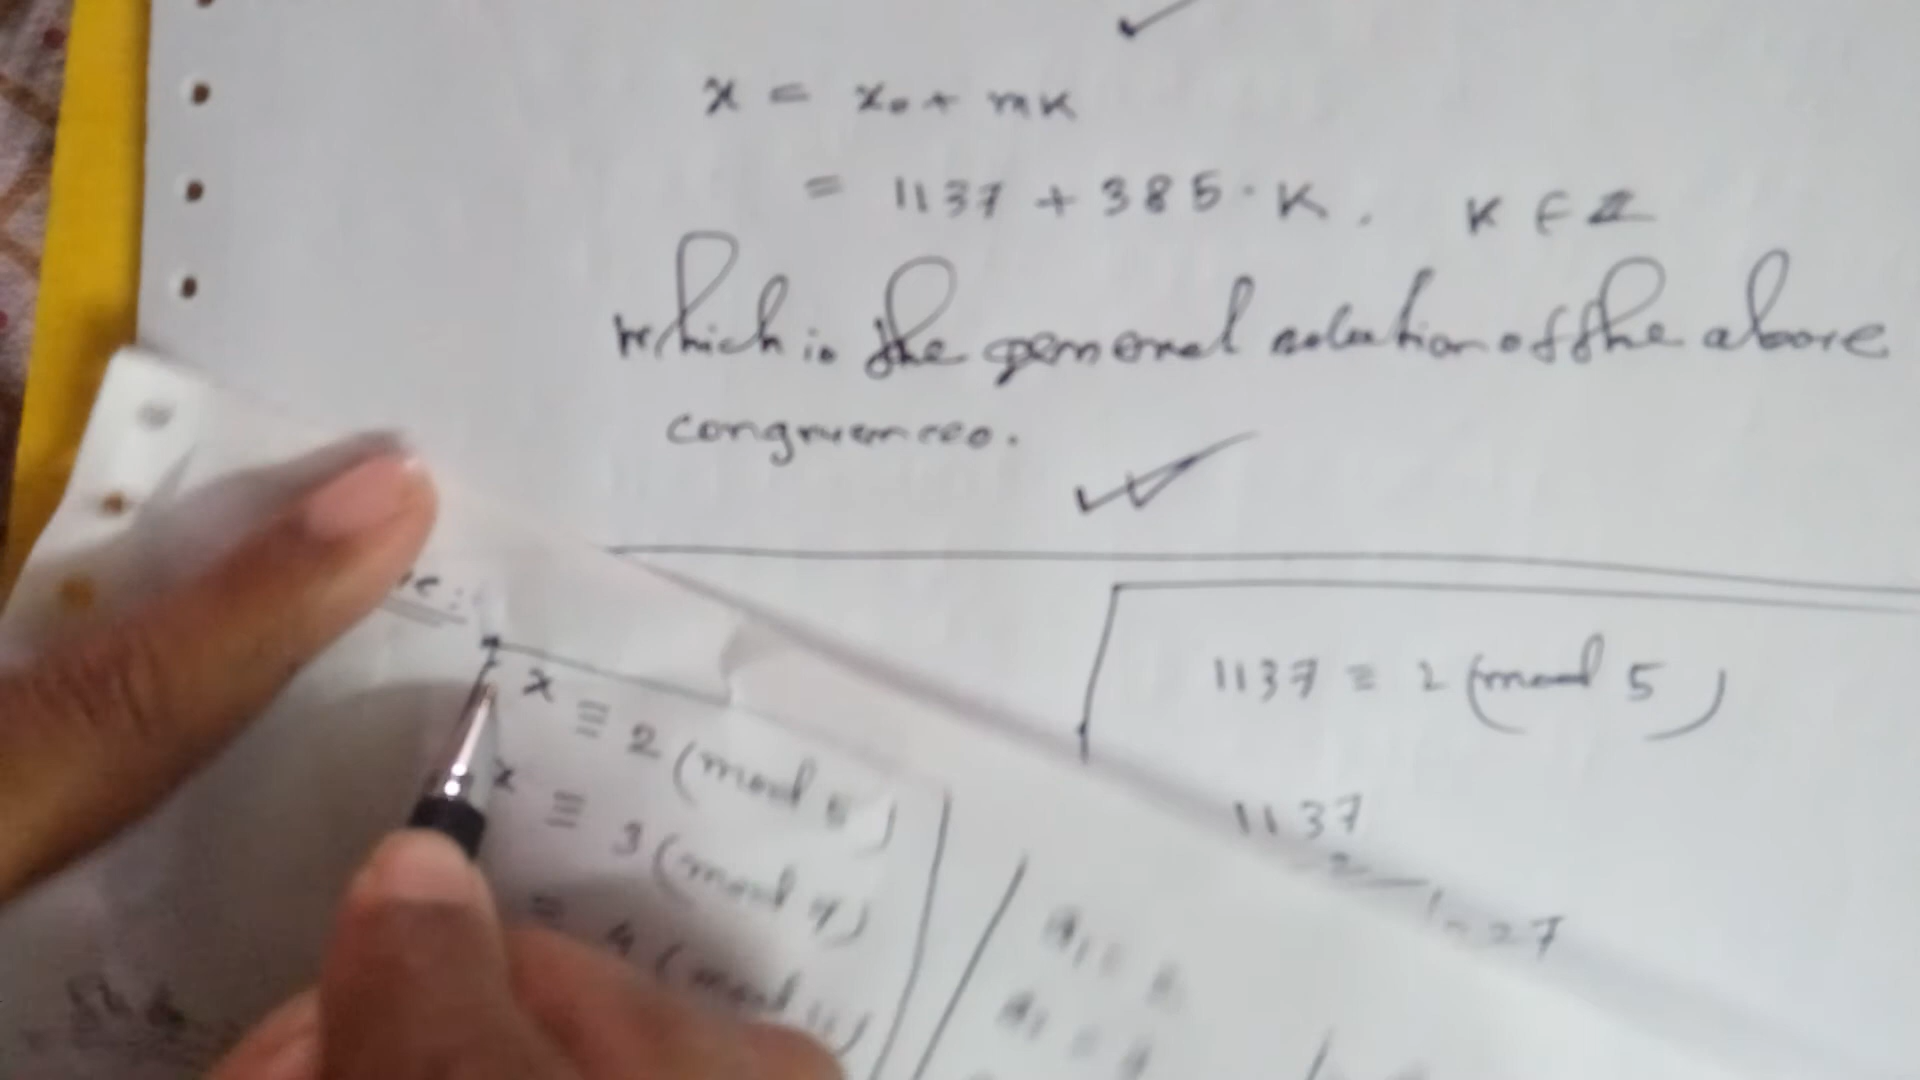 x = x₀ + mK
= 1137 + 385 · K , K ∈ Z
which is the general solution of the above
congruences.
x ≡ 2 (mod 5)
x ≡ 3 (mod 7)
≡ 4 (mod 11)
1137 ≡ 2 (mod 5)
1137